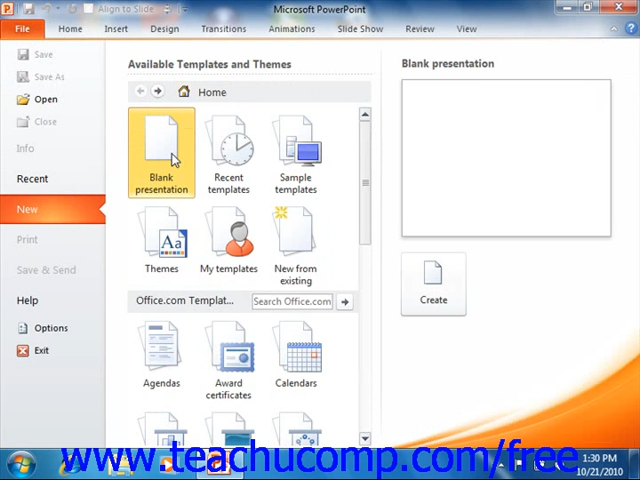 Align to Slide
Microsoft PowerPoint
File Home Insert Design Transitions Animations Slide Show Review View
Save
Save As
Open
Close
Info
Recent
New
Print
Save & Send
Help
Options
Exit
Available Templates and Themes
Home
Blank
presentation
Recent
templates
Sample
templates
Themes
My templates
New from
existing
Office.com Templat...
Search Office.com
Agendas
Award
certificates
Calendars
Blank presentation
Create
www.teachucomp.com/free
1:30 PM
10/21/2010